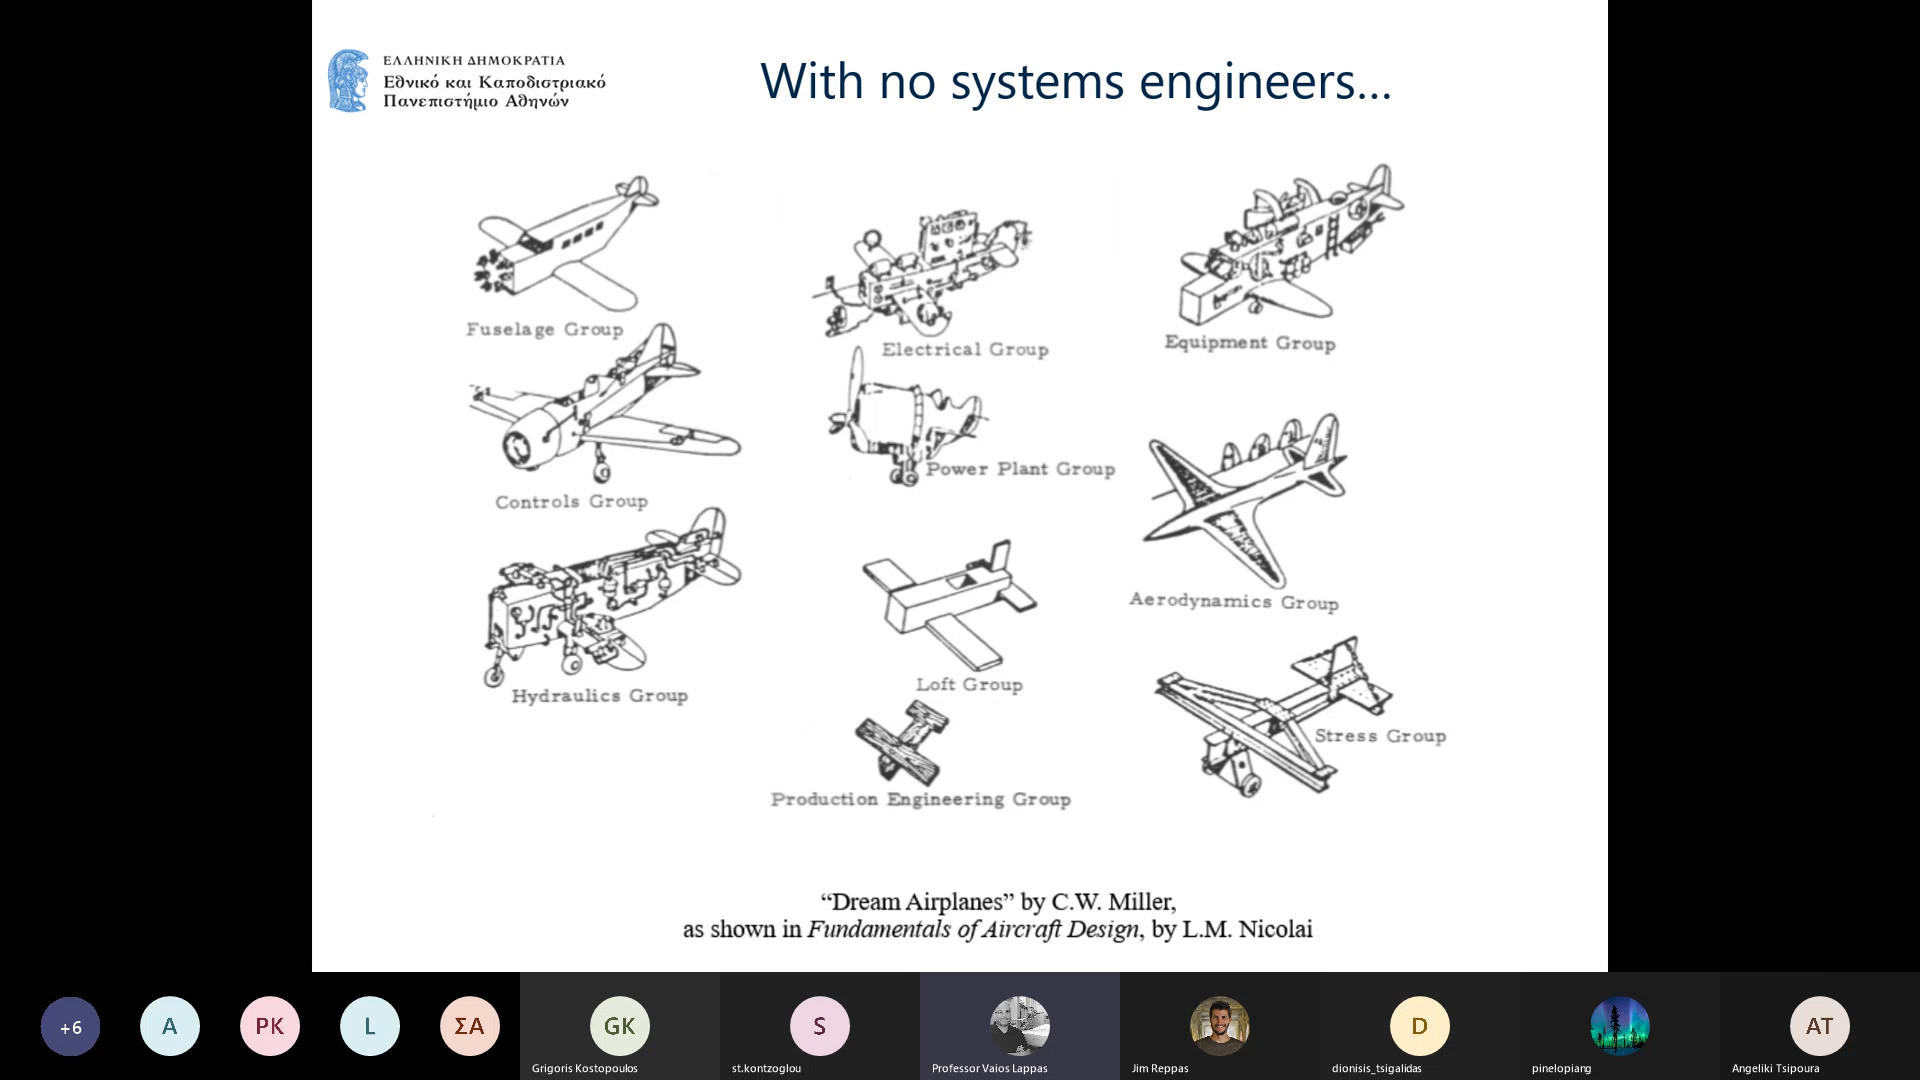 ΕΛΛΗΝΙΚΗ ΔΗΜΟΚΡΑΤΙΑ
Εθνικό και Καποδιστριακό
Πανεπιστήμιο Αθηνών
With no systems engineers...
Fuselage Group
Electrical Group
Equipment Group
Controls Group
Power Plant Group
Aerodynamics Group
Hydraulics Group
Loft Group
Stress Group
Production Engineering Group
“Dream Airplanes” by C.W. Miller,
as shown in Fundamentals of Aircraft Design, by L.M. Nicolai
+6
A
PK
L
ΣΑ
GK
S
D
AT
Grigoris Kostopoulos
st.kontzoglou
Professor Vaios Lappas
Jim Reppas
dionisis_tsigalidas
pinelopiang
Angeliki Tsipoura